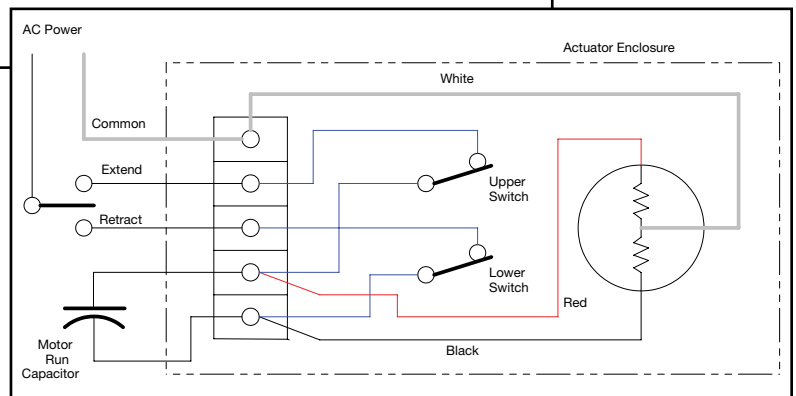 AC Power
Actuator Enclosure
White
Common
Extend
Upper
Switch
Retract
Lower
Switch
Red
Motor
Run
Capacitor
Black